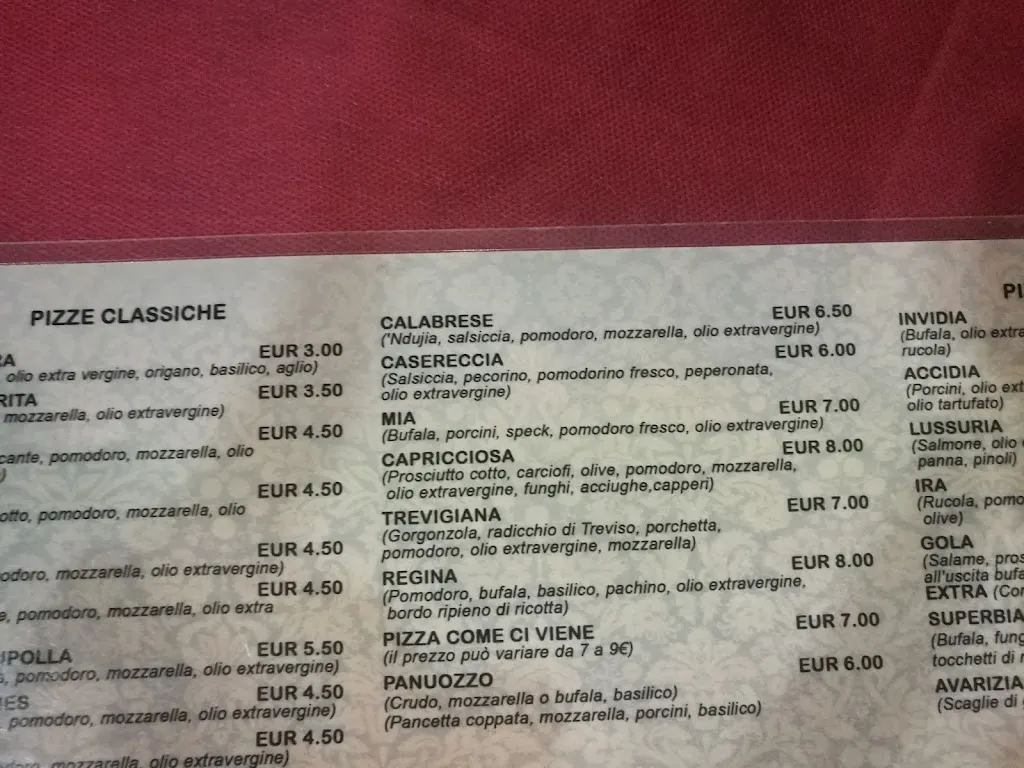 PIZZE CLASSICHE
EUR 3.00
olio extra vergine, origano, basilico, aglio)
EUR 3.50
mozzarella, olio extravergine)
EUR 4.50
pomodoro, mozzarella, olio
EUR 4.50
pomodoro, mozzarella, olio
EUR 4.50
mozzarella, olio extravergine)
EUR 4.50
pomodoro, mozzarella, olio extra
EUR 5.50
pomodoro, mozzarella, olio extravergine)
EUR 4.50
pomodoro, mozzarella, olio extravergine)
EUR 4.50
mozzarella, olio extravergine)
CALABRESE EUR 6.50
('Ndujia, salsiccia, pomodoro, mozzarella, olio extravergine)
CASERECCIA EUR 6.00
(Salsiccia, pecorino, pomodorino fresco, peperonata,
olio extravergine)
MIA EUR 7.00
(Bufala, porcini, speck, pomodoro fresco, olio extravergine)
CAPRICCIOSA EUR 8.00
(Prosciutto cotto, carciofi, olive, pomodoro, mozzarella,
olio extravergine, funghi, acciughe,capperi)
TREVIGIANA EUR 7.00
(Gorgonzola, radicchio di Treviso, porchetta,
pomodoro, olio extravergine, mozzarella)
REGINA EUR 8.00
(Pomodoro, bufala, basilico, pachino, olio extravergine,
bordo ripieno di ricotta)
PIZZA COME CI VIENE EUR 7.00
(il prezzo può variare da 7 a 9€)
PANUOZZO EUR 6.00
(Crudo, mozzarella o bufala, basilico)
(Pancetta coppata, mozzarella, porcini, basilico)
INVIDIA
(Bufala, olio extra
rucola)
ACCIDIA
(Porcini, olio ext
olio tartufato)
LUSSURIA
(Salmone, olio
panna, pinoli)
IRA
(Rucola, pomo
olive)
GOLA
(Salame, pros
all'uscita bufa
EXTRA (Con
SUPERBIA
(Bufala, fung
tocchetti di
AVARIZIA
(Scaglie di